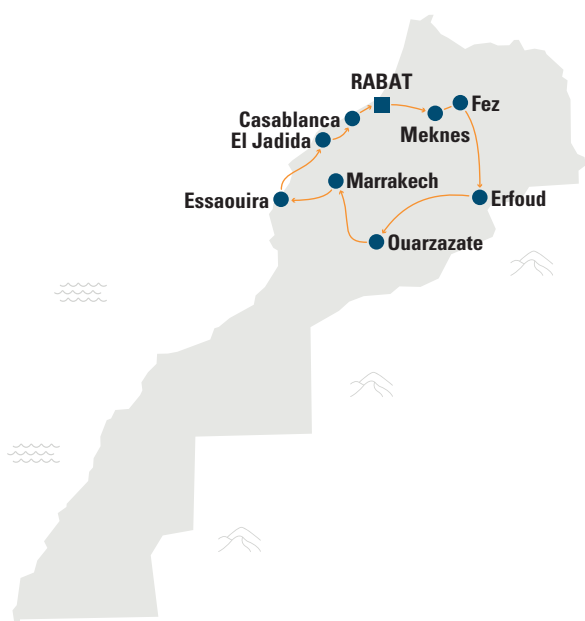 RABAT
Fez
Casablanca
Meknes
El Jadida
Marrakech
Essaouira
Erfoud
Ouarzazate